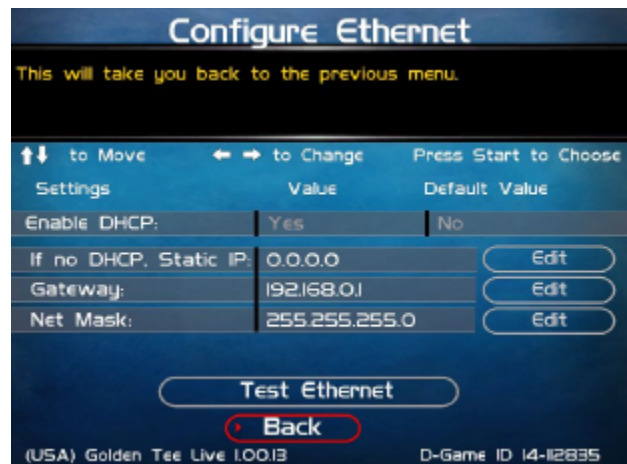 Configure Ethernet
This will take you back to the previous menu.
to Move to Change Press Start to Choose
Settings Value Default Value
Enable DHCP: Yes No
If no DHCP, Static IP: 0.0.0.0 Edit
Gateway: 192.168.0.1 Edit
Net Mask: 255.255.255.0 Edit
Test Ethernet
Back
(USA) Golden Tee Live 1.00.13 D-Game ID 14-112835